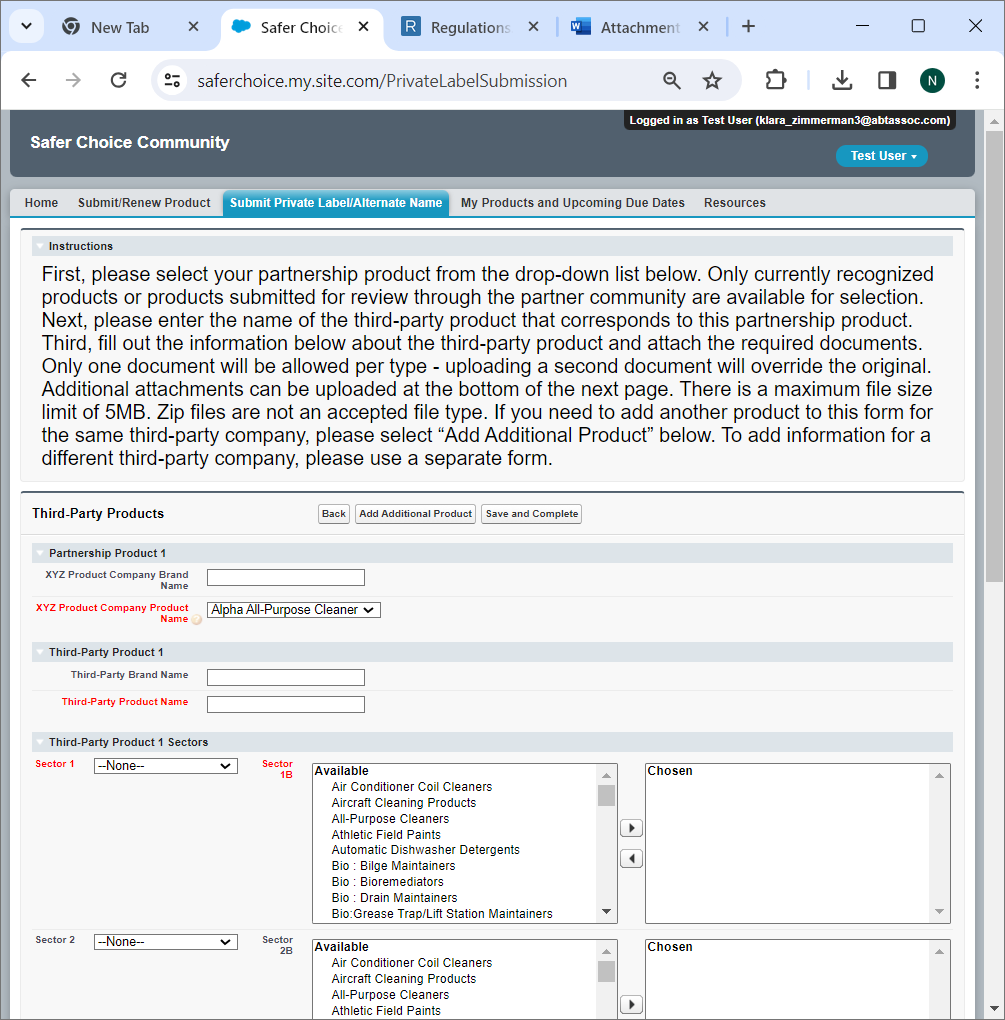 New Tab
Safer Choice
Regulations
Attachment
saferchoice.my.site.com/PrivateLabelSubmission
N
Logged in as Test User (klara_zimmerman3@abtassoc.com)
Safer Choice Community
Test User
Home Submit/Renew Product Submit Private Label/Alternate Name My Products and Upcoming Due Dates Resources
Instructions
First, please select your partnership product from the drop-down list below. Only currently recognized
products or products submitted for review through the partner community are available for selection.
Next, please enter the name of the third-party product that corresponds to this partnership product.
Third, fill out the information below about the third-party product and attach the required documents.
Only one document will be allowed per type - uploading a second document will override the original.
Additional attachments can be uploaded at the bottom of the next page. There is a maximum file size
limit of 5MB. Zip files are not an accepted file type. If you need to add another product to this form for
the same third-party company, please select “Add Additional Product” below. To add information for a
different third-party company, please use a separate form.
Third-Party Products Back Add Additional Product Save and Complete
Partnership Product 1
XYZ Product Company Brand
Name
XYZ Product Company Product
Name
Alpha All-Purpose Cleaner
Third-Party Product 1
Third-Party Brand Name
Third-Party Product Name
Third-Party Product 1 Sectors
Sector 1 --None--
Sector
1B
Available
Air Conditioner Coil Cleaners
Aircraft Cleaning Products
All-Purpose Cleaners
Athletic Field Paints
Automatic Dishwasher Detergents
Bio : Bilge Maintainers
Bio : Bioremediators
Bio : Drain Maintainers
Bio:Grease Trap/Lift Station Maintainers
Chosen
Sector 2 --None--
Sector
2B
Available
Air Conditioner Coil Cleaners
Aircraft Cleaning Products
All-Purpose Cleaners
Athletic Field Paints
Chosen